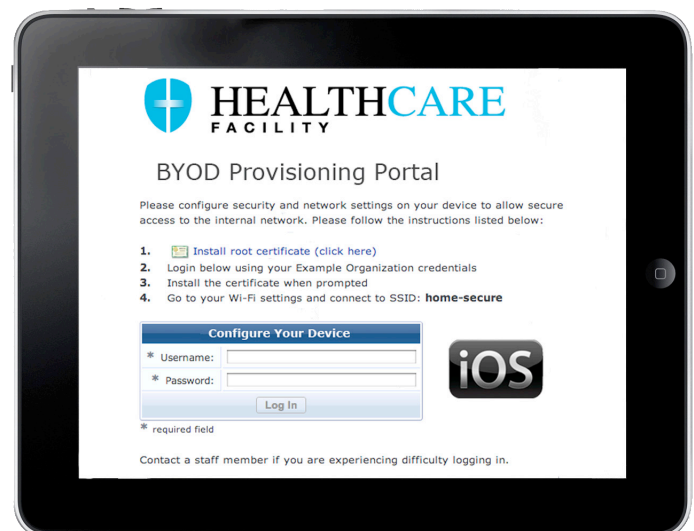 HEALTHCARE
FACILITY
BYOD Provisioning Portal
Please configure security and network settings on your device to allow secure
access to the internal network. Please follow the instructions listed below:
1. Install root certificate (click here)
2. Login below using your Example Organization credentials
3. Install the certificate when prompted
4. Go to your Wi-Fi settings and connect to SSID: home-secure
Configure Your Device
* Username:
* Password:
Log In
iOS
* required field
Contact a staff member if you are experiencing difficulty logging in.